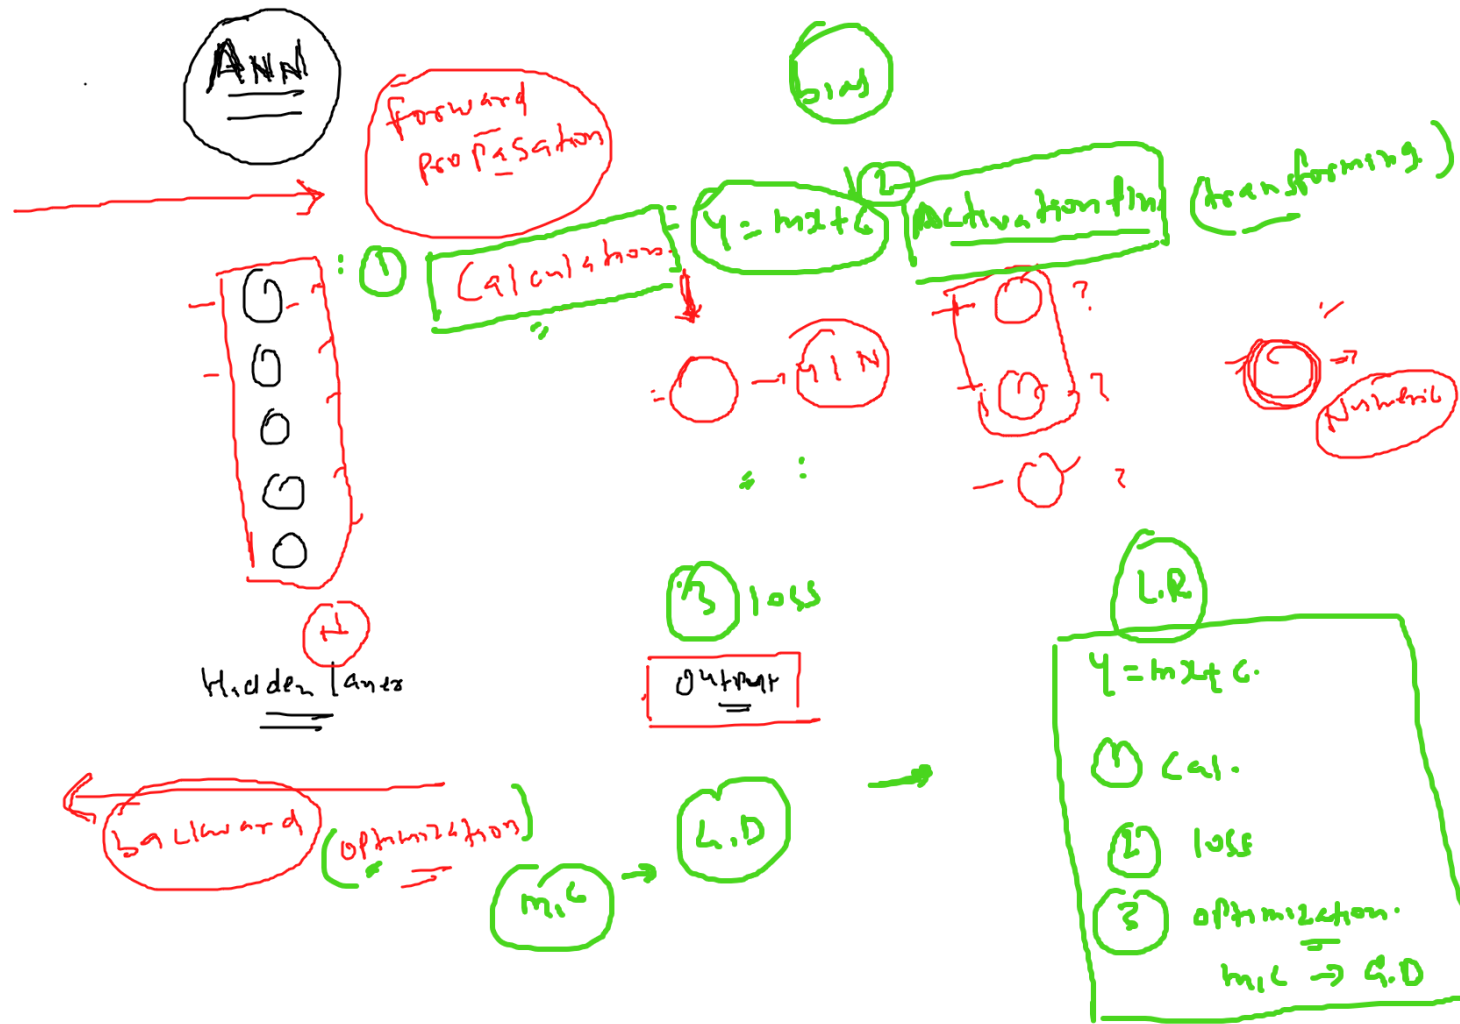 ANN
bias
forward
propagation
② Activation fun (transforming)
: ① Calculation = y = mx+c
?
Y/N
?
Numeric
?
③ loss
L.R
H
y = mx+c.
Hidden layer
output
① Cal.
backward (optimization)
G.D
② loss
m,c →
③ optimization.
m,c → G.D